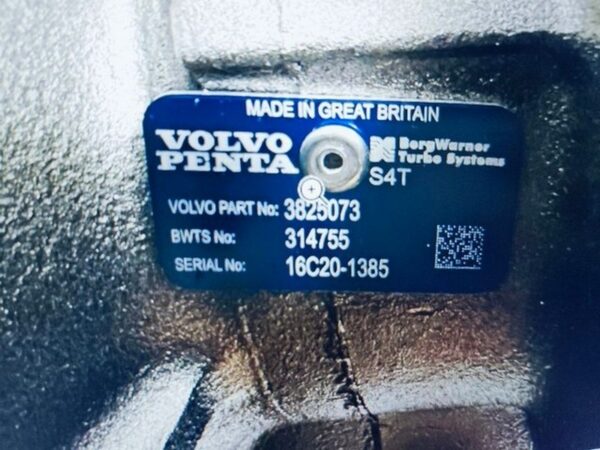 MADE IN GREAT BRITAIN
VOLVO PENTA
BorgWarner
Turbo Systems
S4T
VOLVO PART No: 3825073
BWTS No: 314755
SERIAL No: 16C20-1385